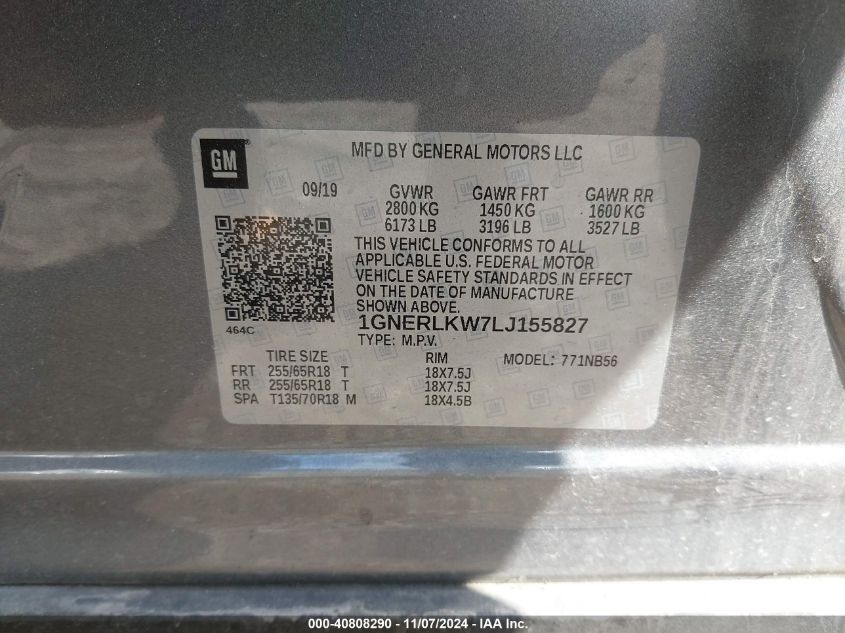 GM
MFD BY GENERAL MOTORS LLC
09/19 GVWR GAWR FRT GAWR RR
2800 KG 1450 KG 1600 KG
6173 LB 3196 LB 3527 LB
THIS VEHICLE CONFORMS TO ALL
APPLICABLE U.S. FEDERAL MOTOR
VEHICLE SAFETY STANDARDS IN EFFECT
ON THE DATE OF MANUFACTURE
SHOWN ABOVE.
464C 1GNERLKW7LJ155827
TYPE: M.P.V.
TIRE SIZE RIM MODEL: 771NB56
FRT 255/65R18 T 18X7.5J
RR 255/65R18 T 18X7.5J
SPA T135/70R18 M 18X4.5B
000-40808290 - 11/07/2024 - IAA Inc.